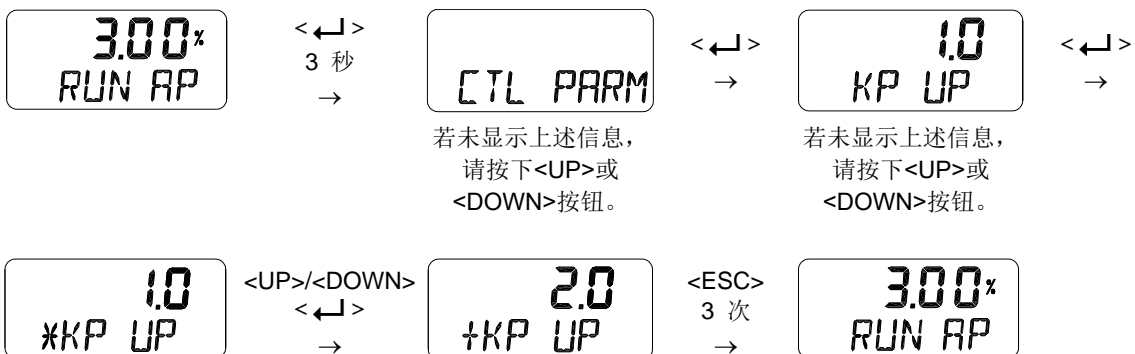 3.00%
RUN AP
<↵>
3 秒
→
CTL PARM
若未显示上述信息，
请按下<UP>或
<DOWN>按钮。
<↵>
→
1.0
KP UP
若未显示上述信息，
请按下<UP>或
<DOWN>按钮。
<↵>
→
1.0
*KP UP
<UP>/<DOWN>
<↵>
→
2.0
+KP UP
<ESC>
3 次
→
3.00%
RUN AP